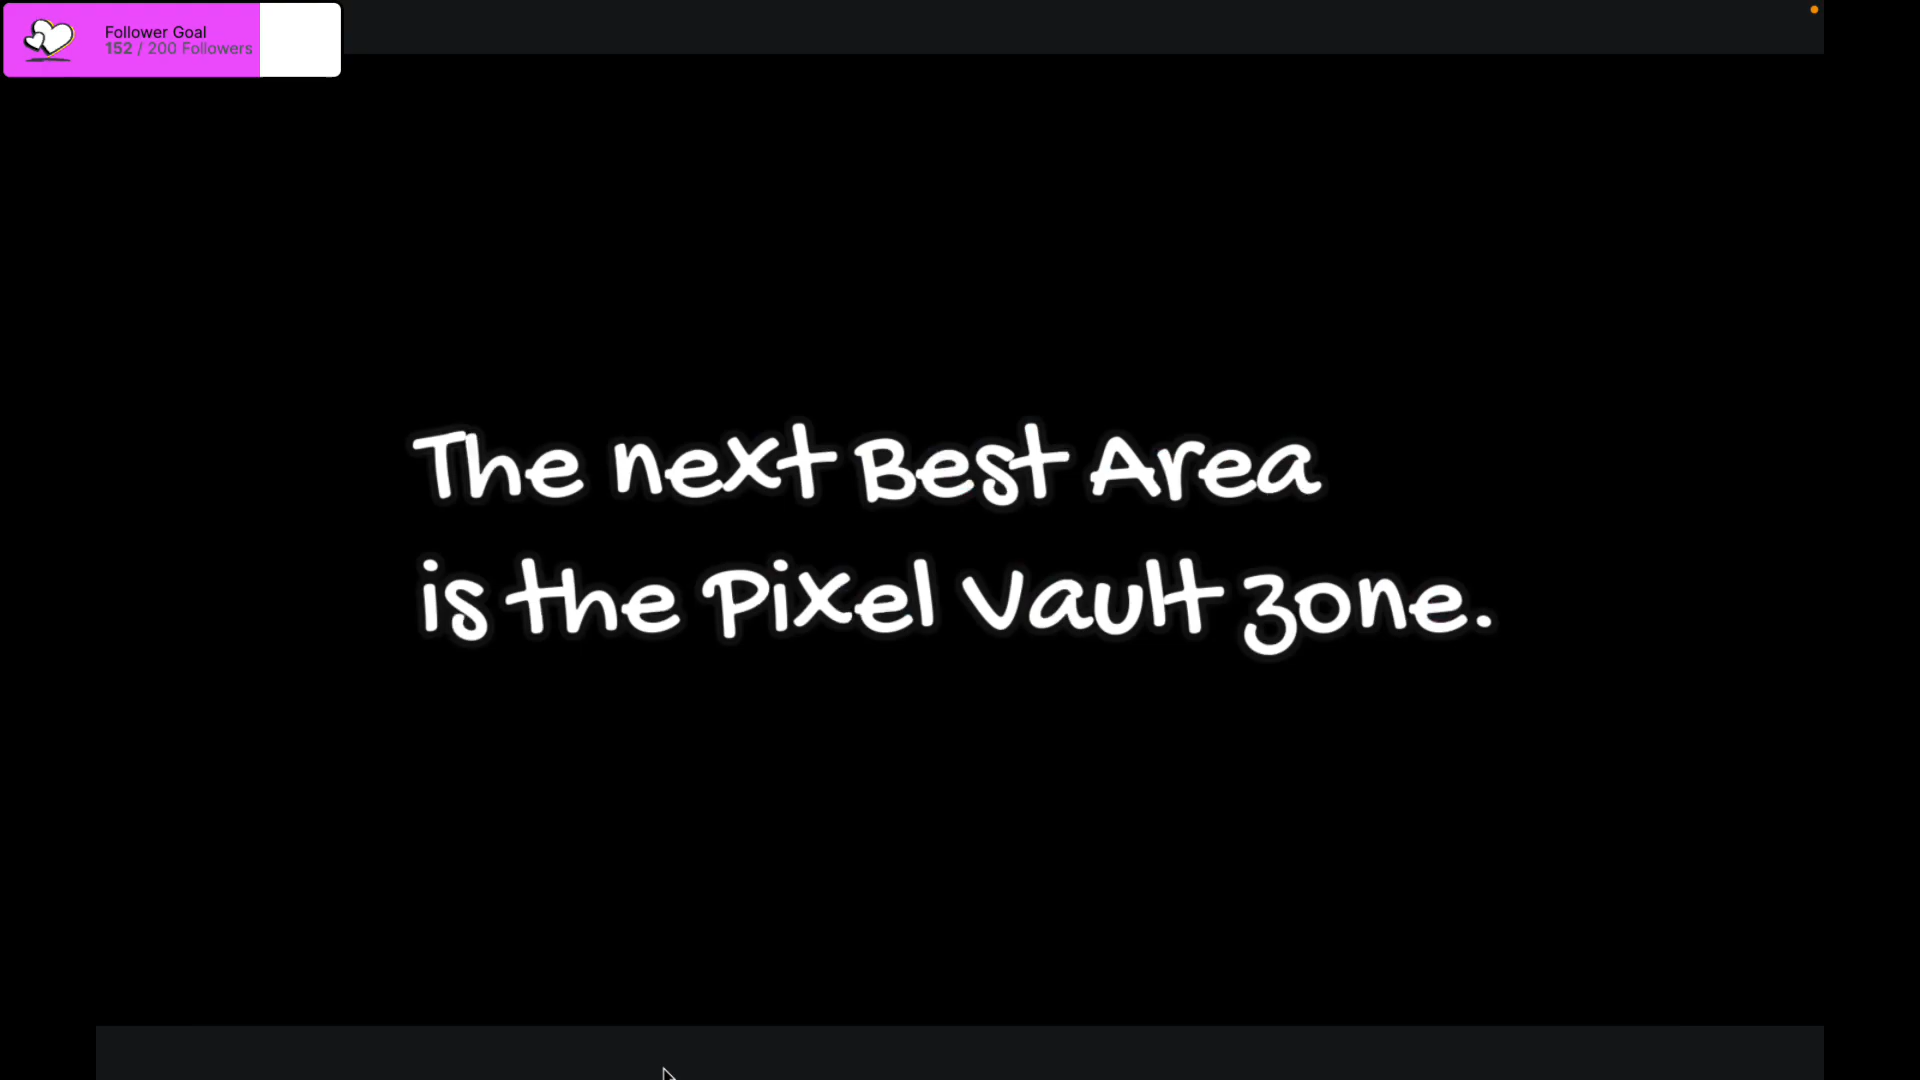 Follower Goal
152 / 200 Followers
The next Best Area
is the Pixel Vault zone.